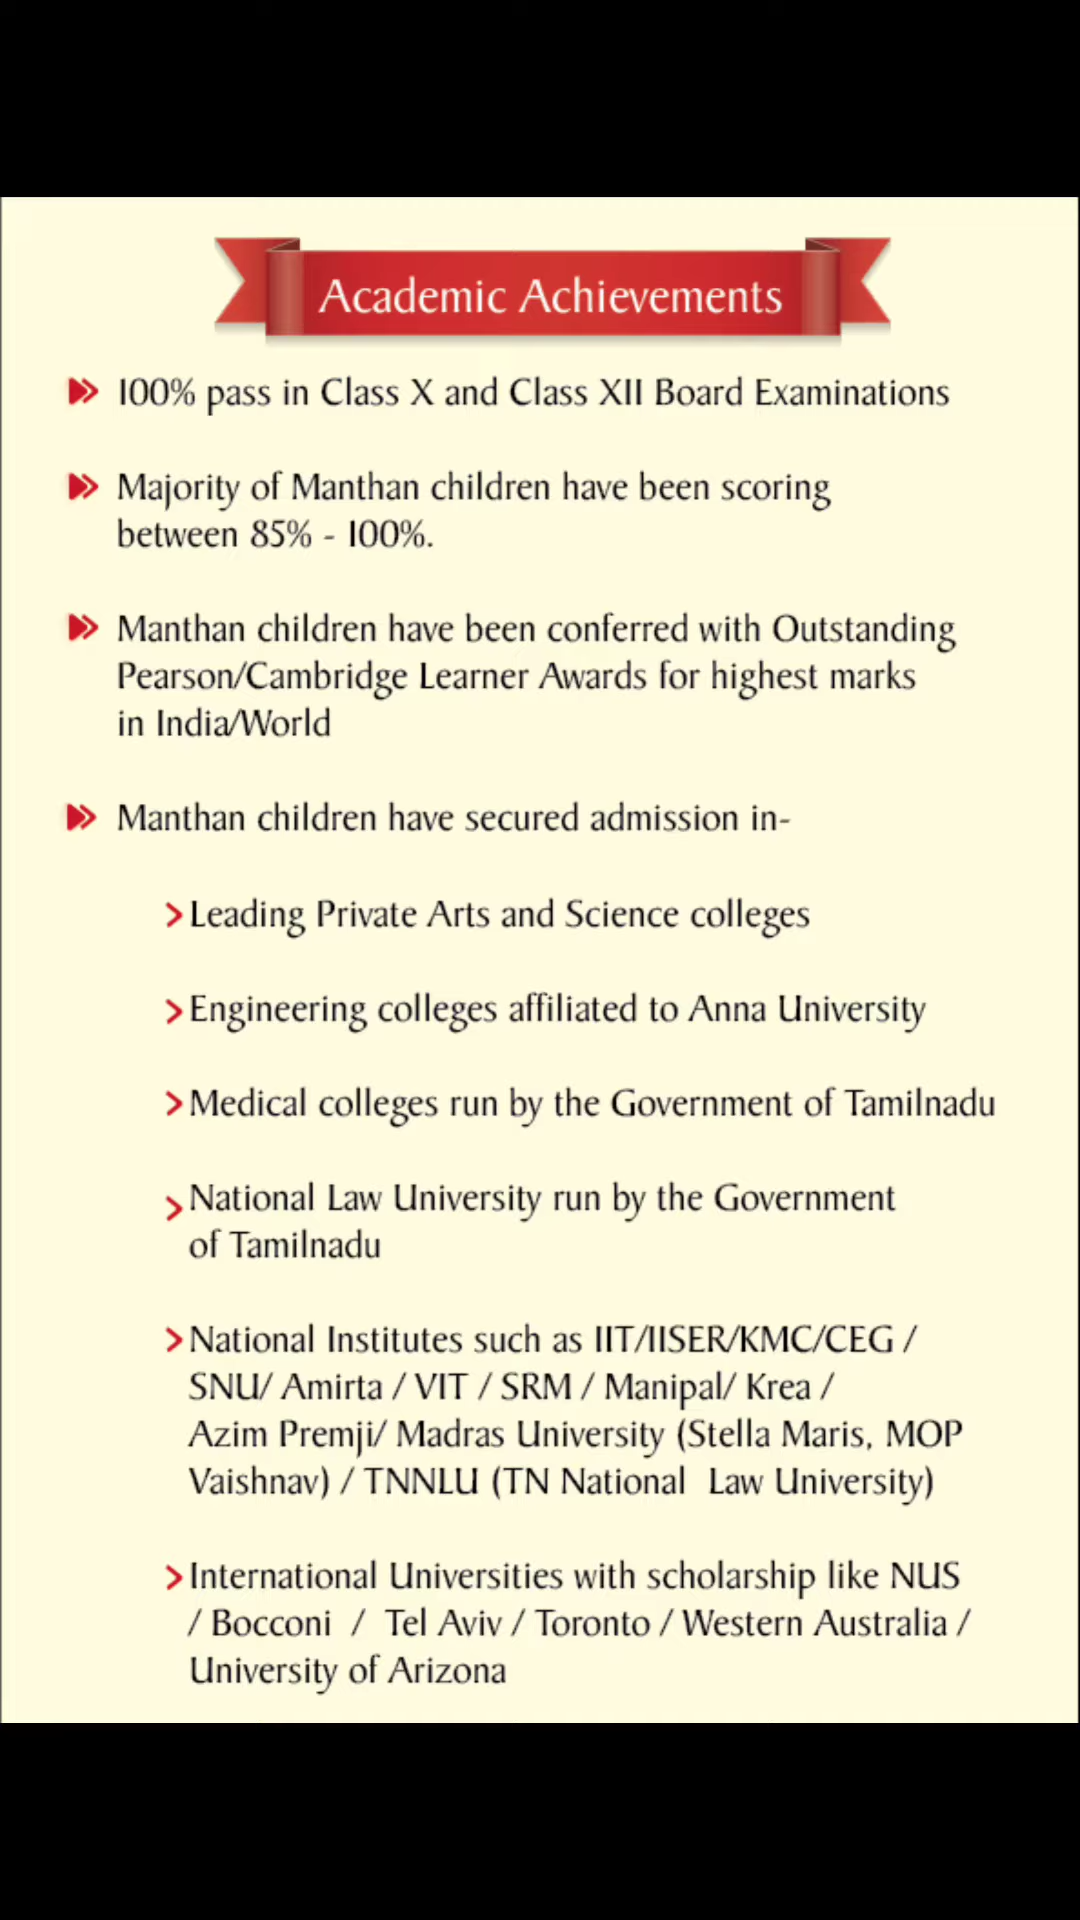 Academic Achievements
100% pass in Class X and Class XII Board Examinations
Majority of Manthan children have been scoring
between 85% - 100%.
Manthan children have been conferred with Outstanding
Pearson/Cambridge Learner Awards for highest marks
in India/World
Manthan children have secured admission in-
Leading Private Arts and Science colleges
Engineering colleges affiliated to Anna University
Medical colleges run by the Government of Tamilnadu
National Law University run by the Government
of Tamilnadu
National Institutes such as IIT/IISER/KMC/CEG /
SNU/ Amirta / VIT / SRM / Manipal/ Krea /
Azim Premji/ Madras University (Stella Maris, MOP
Vaishnav) / TNNLU (TN National Law University)
International Universities with scholarship like NUS
/ Bocconi / Tel Aviv / Toronto / Western Australia /
University of Arizona